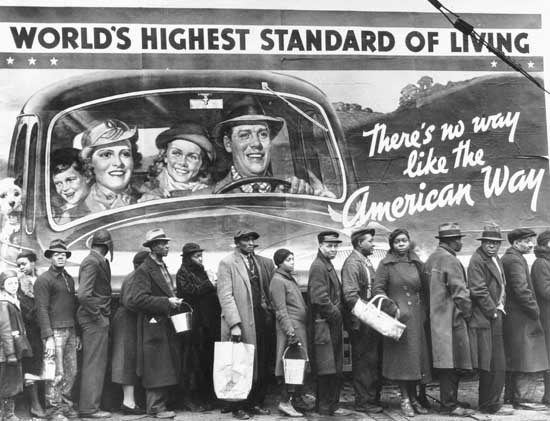 WORLD'S HIGHEST STANDARD OF LIVING
There's no way
like the
American Way